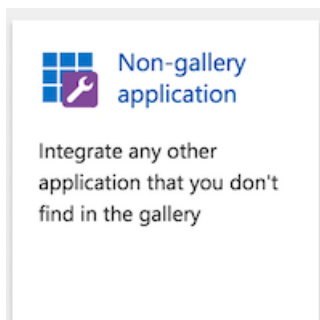 Non-gallery
application
Integrate any other
application that you don't
find in the gallery